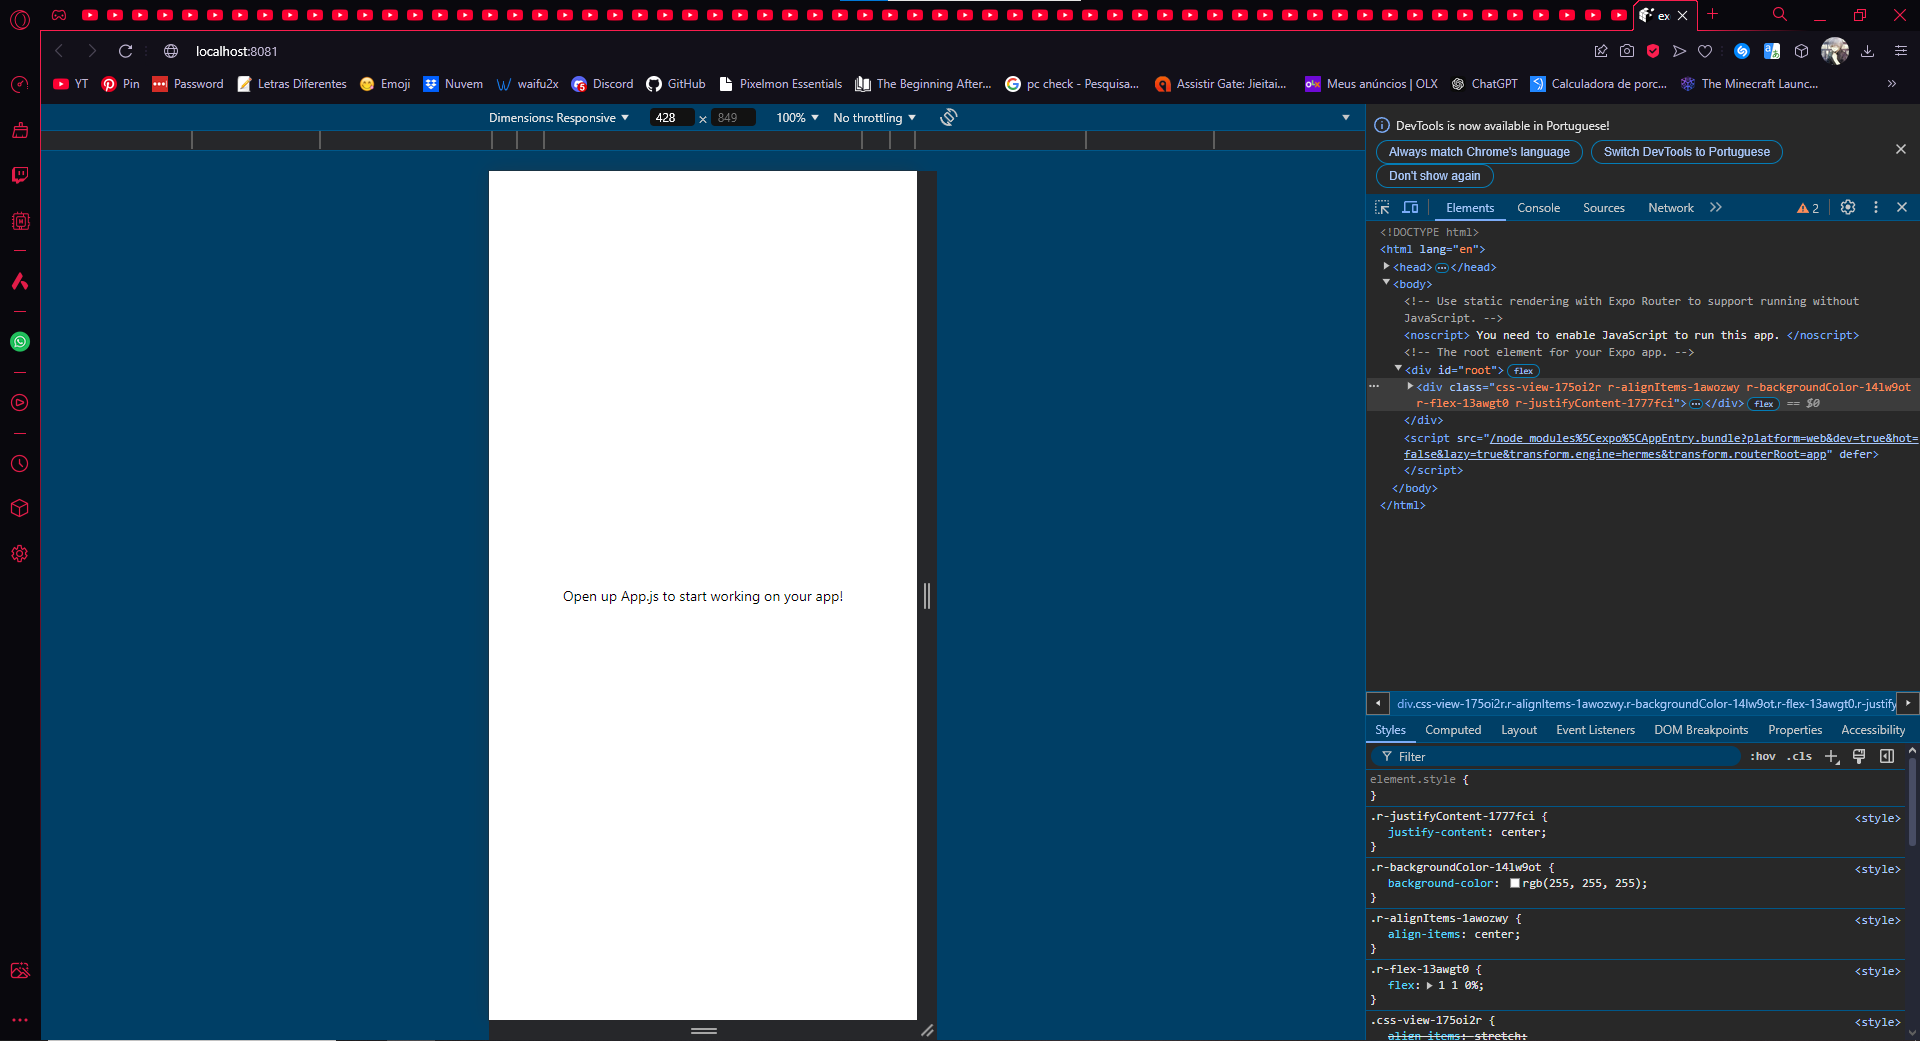 ex
localhost:8081
YT
Pin
Password
Letras Diferentes
Emoji
Nuvem
waifu2x
Discord
GitHub
Pixelmon Essentials
The Beginning After...
pc check - Pesquisa...
Assistir Gate: Jieitai...
Meus anúncios | OLX
ChatGPT
Calculadora de porc...
The Minecraft Launc...
Dimensions: Responsive
428 x 849
100%
No throttling
DevTools is now available in Portuguese!
Always match Chrome's language
Switch DevTools to Portuguese
Don't show again
Elements
Console
Sources
Network
2
<!DOCTYPE html>
<html lang="en">
<head>…</head>
<body>
<!-- Use static rendering with Expo Router to support running without
JavaScript. -->
<noscript> You need to enable JavaScript to run this app. </noscript>
<!-- The root element for your Expo app. -->
<div id="root"> flex
<div class="css-view-175oi2r r-alignItems-1awozwy r-backgroundColor-14lw9ot
r-flex-13awgt0 r-justifyContent-1777fci">…</div> flex == $0
</div>
<script src="/node_modules%5Cexpo%5CAppEntry.bundle?platform=web&dev=true&hot=
false&lazy=true&transform.engine=hermes&transform.routerRoot=app" defer>
</script>
</body>
</html>
Open up App.js to start working on your app!
div.css-view-175oi2r.r-alignItems-1awozwy.r-backgroundColor-14lw9ot.r-flex-13awgt0.r-justify
Styles
Computed
Layout
Event Listeners
DOM Breakpoints
Properties
Accessibility
Filter
:hov
.cls
element.style {
}
.r-justifyContent-1777fci { <style>
justify-content: center;
}
.r-backgroundColor-14lw9ot { <style>
background-color: rgb(255, 255, 255);
}
.r-alignItems-1awozwy { <style>
align-items: center;
}
.r-flex-13awgt0 { <style>
flex: 1 1 0%;
}
.css-view-175oi2r { <style>
align-items: stretch;